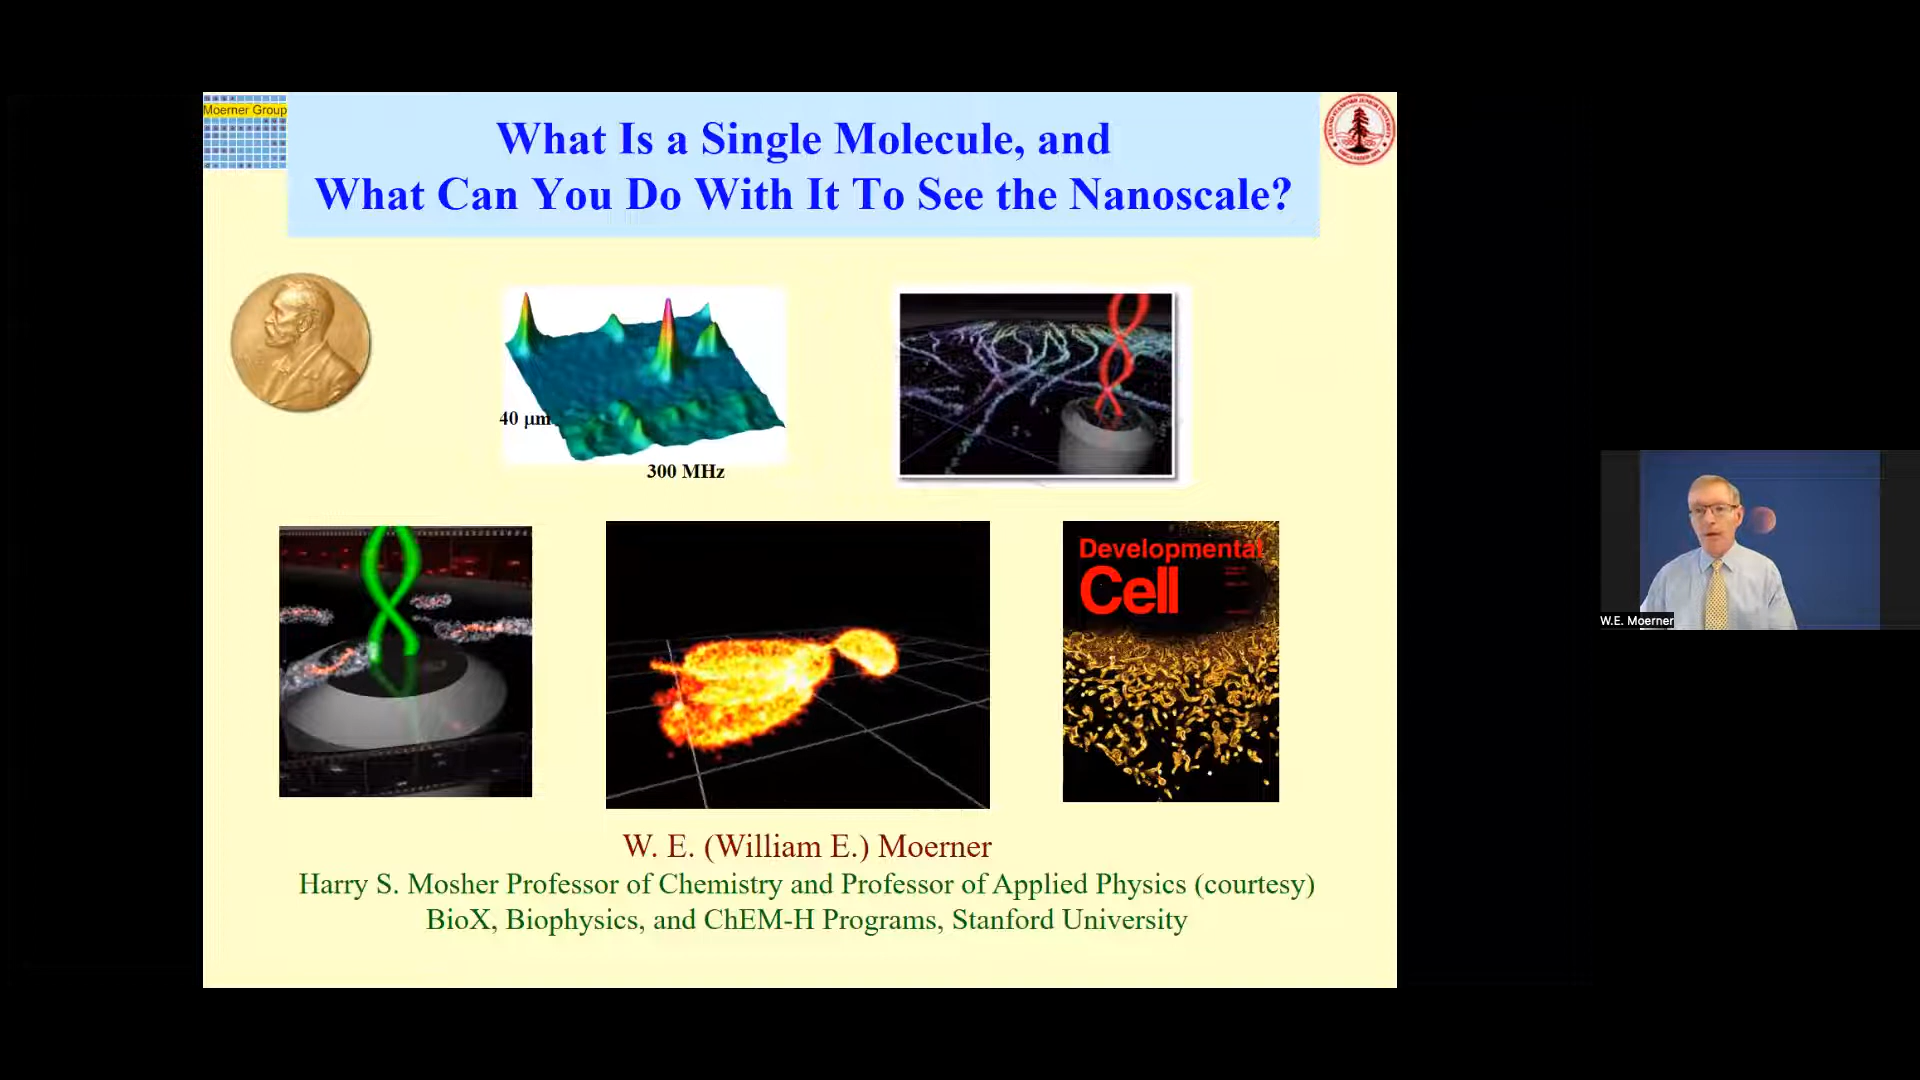 Moerner Group
What Is a Single Molecule, and
What Can You Do With It To See the Nanoscale?
40 μm
300 MHz
Developmental
Cell
W.E. Moerner
W. E. (William E.) Moerner
Harry S. Mosher Professor of Chemistry and Professor of Applied Physics (courtesy)
BioX, Biophysics, and ChEM-H Programs, Stanford University